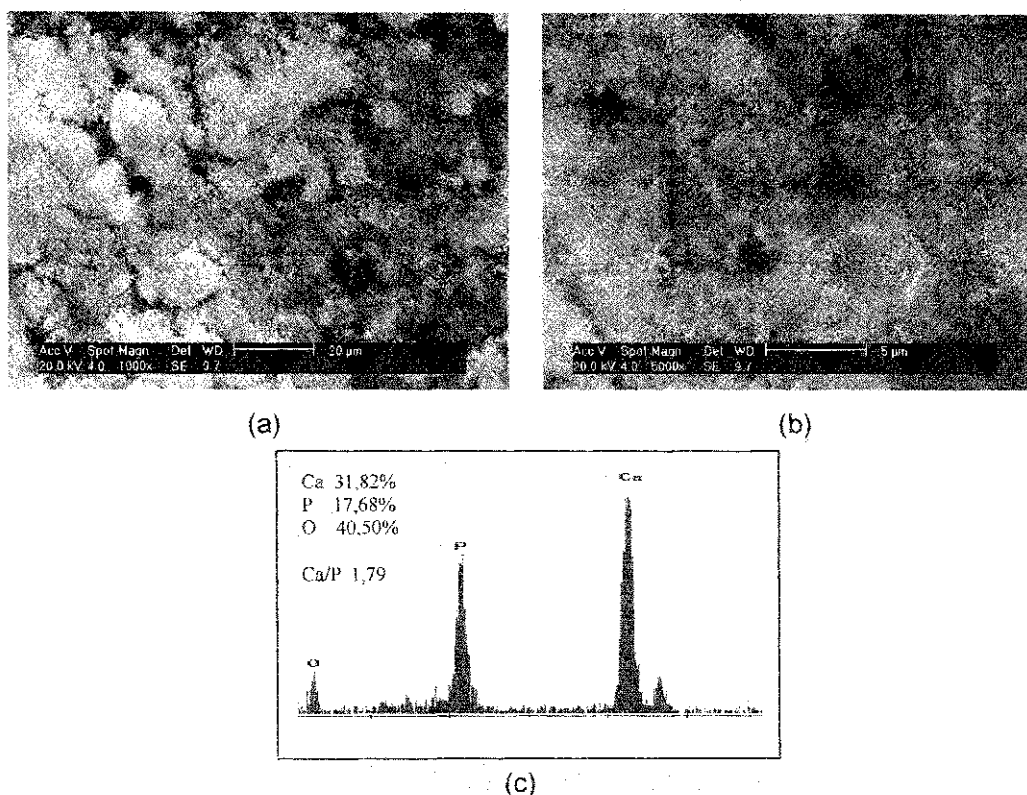 Acc.V Spot Magn Det WD 20 µm
20.0 kV 4.0 1000x SE 9.7
Acc.V Spot Magn Det WD 5 µm
20.0 kV 4.0 5000x SE 9.7
(a)
(b)
Ca 31,82%
P 17,68%
O 40,50%
Ca/P 1,79
O
P
Ca
(c)